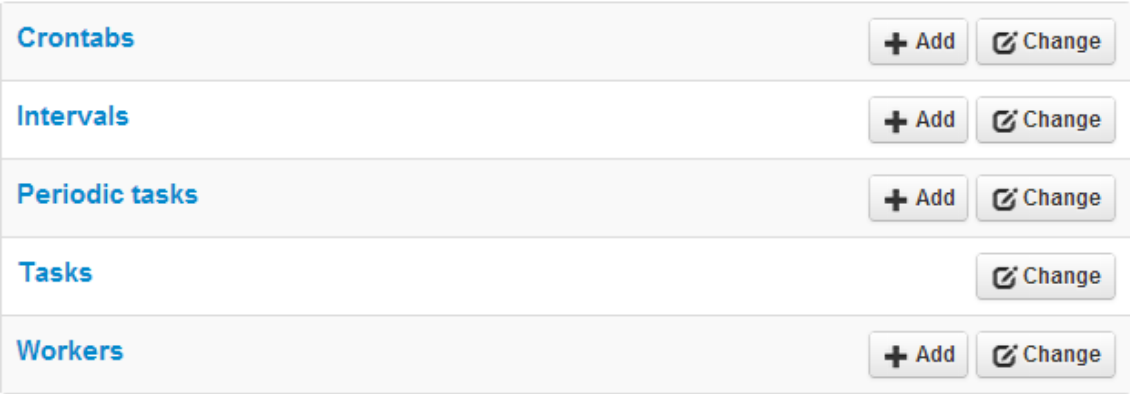 Crontabs Add Change
Intervals Add Change
Periodic tasks Add Change
Tasks Change
Workers Add Change